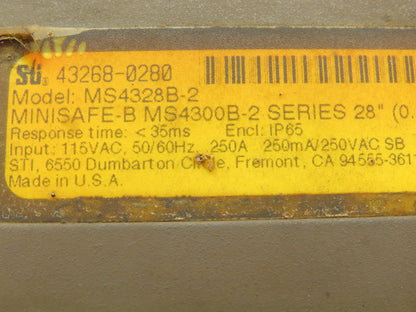 STI 43268-0280
Model: MS4328B-2
MINISAFE-B MS4300B-2 SERIES 28" (0.
Response time: < 35ms Encl: IP65
Input: 115VAC, 50/60Hz, .250A 250mA/250VAC SB
STI, 6550 Dumbarton Circle, Fremont, CA 94555-361
Made in U.S.A.